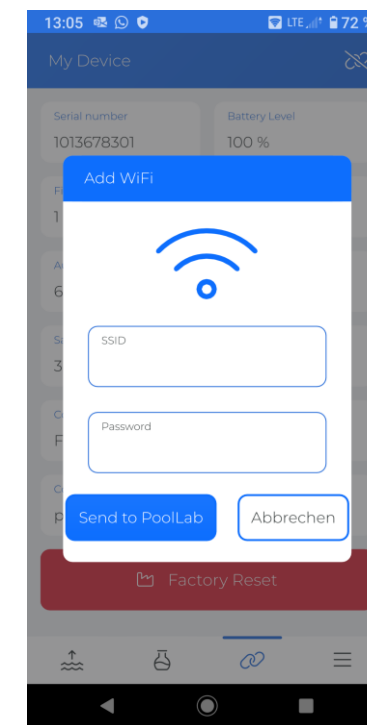 13:05 LTE 72 %
My Device
Serial number Battery Level
1013678301 100 %
Add WiFi
SSID
Password
Send to PoolLab Abbrechen
Factory Reset